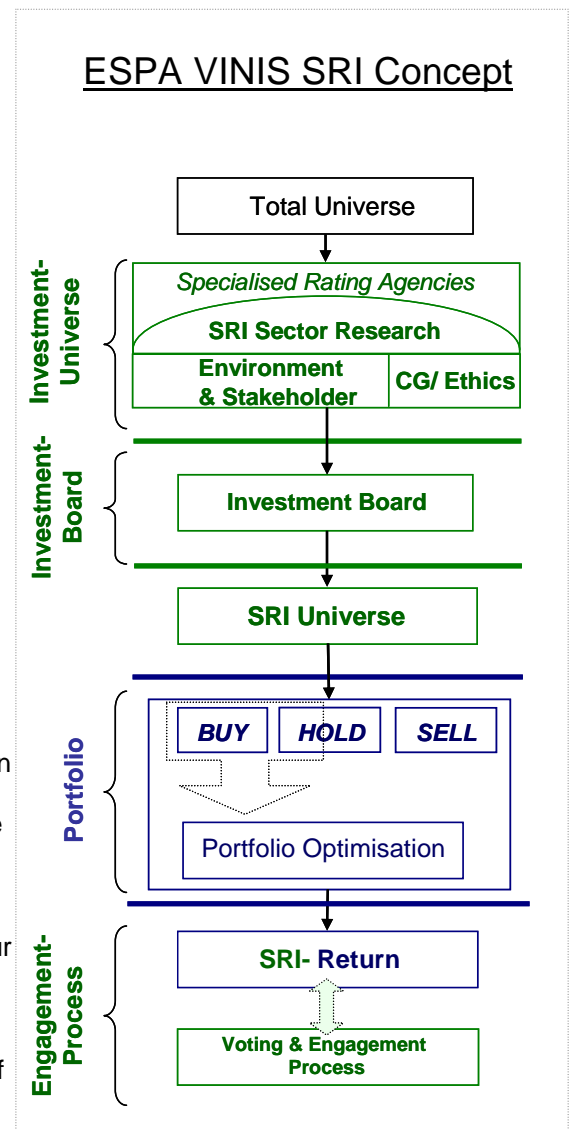 ESPA VINIS SRI Concept
Total Universe
Investment-
Universe
Specialised Rating Agencies
SRI Sector Research
Environment
& Stakeholder
CG/ Ethics
Investment-
Board
Investment Board
SRI Universe
Portfolio
BUY
HOLD
SELL
Portfolio Optimisation
Engagement-
Process
SRI- Return
Voting & Engagement
Process